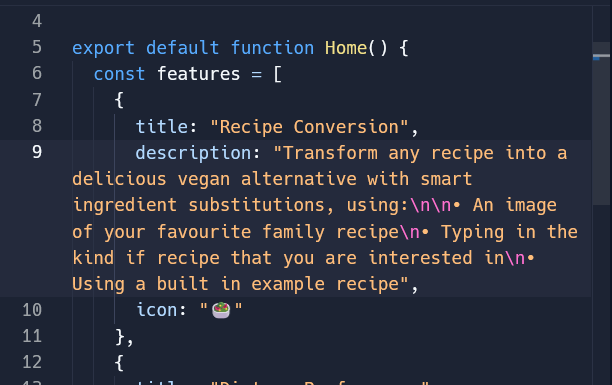 4
5 export default function Home() {
6 const features = [
7 {
8 title: "Recipe Conversion",
9 description: "Transform any recipe into a
delicious vegan alternative with smart
ingredient substitutions, using:\n\n• An image
of your favourite family recipe\n• Typing in the
kind if recipe that you are interested in\n•
Using a built in example recipe",
10 icon: "🥗"
11 },
12 {